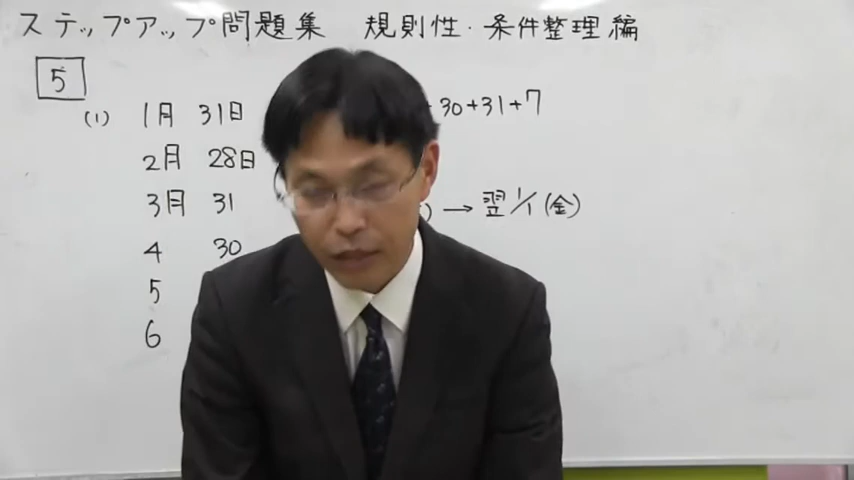 ステップアップ問題集 規則性・条件整理編
5
(1) 1月 31日 30+31+7
2月 28日
3月 31 ) → 翌1/1(金)
4 30
5
6